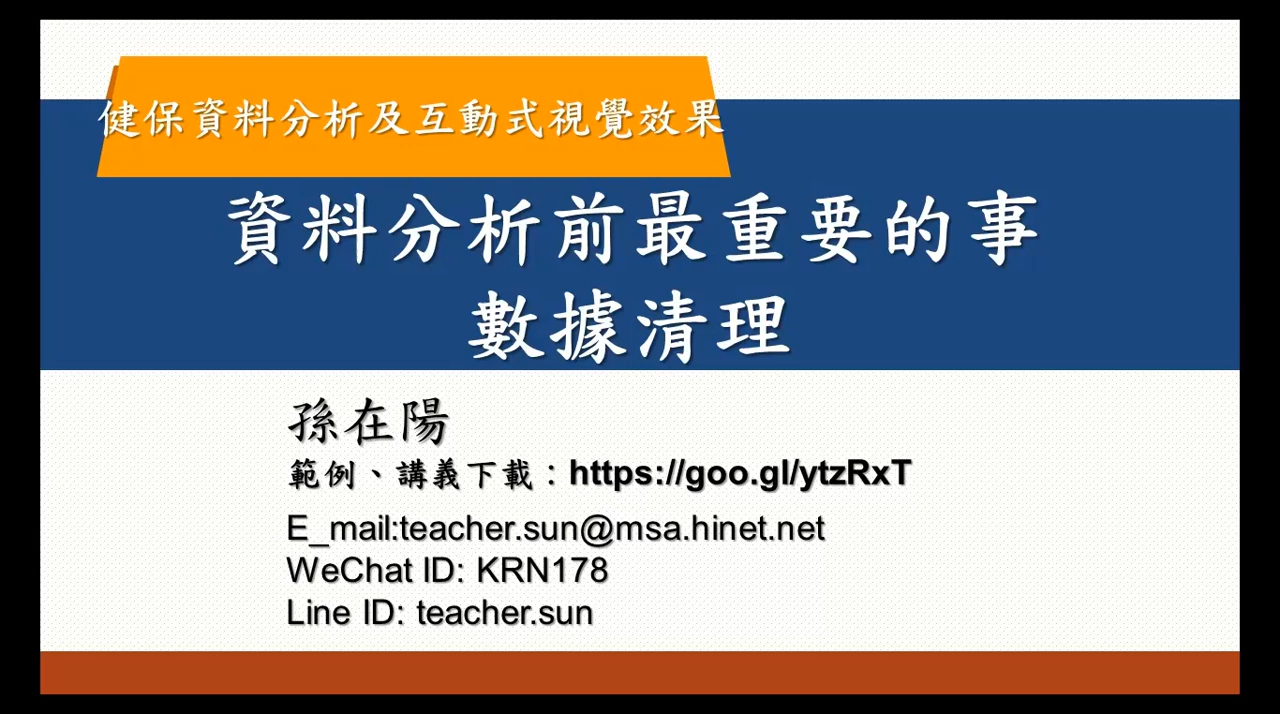 健保資料分析及互動式視覺效果
資料分析前最重要的事
數據清理
孫在陽
範例、講義下載：https://goo.gl/ytzRxT
E_mail:teacher.sun@msa.hinet.net
WeChat ID: KRN178
Line ID: teacher.sun